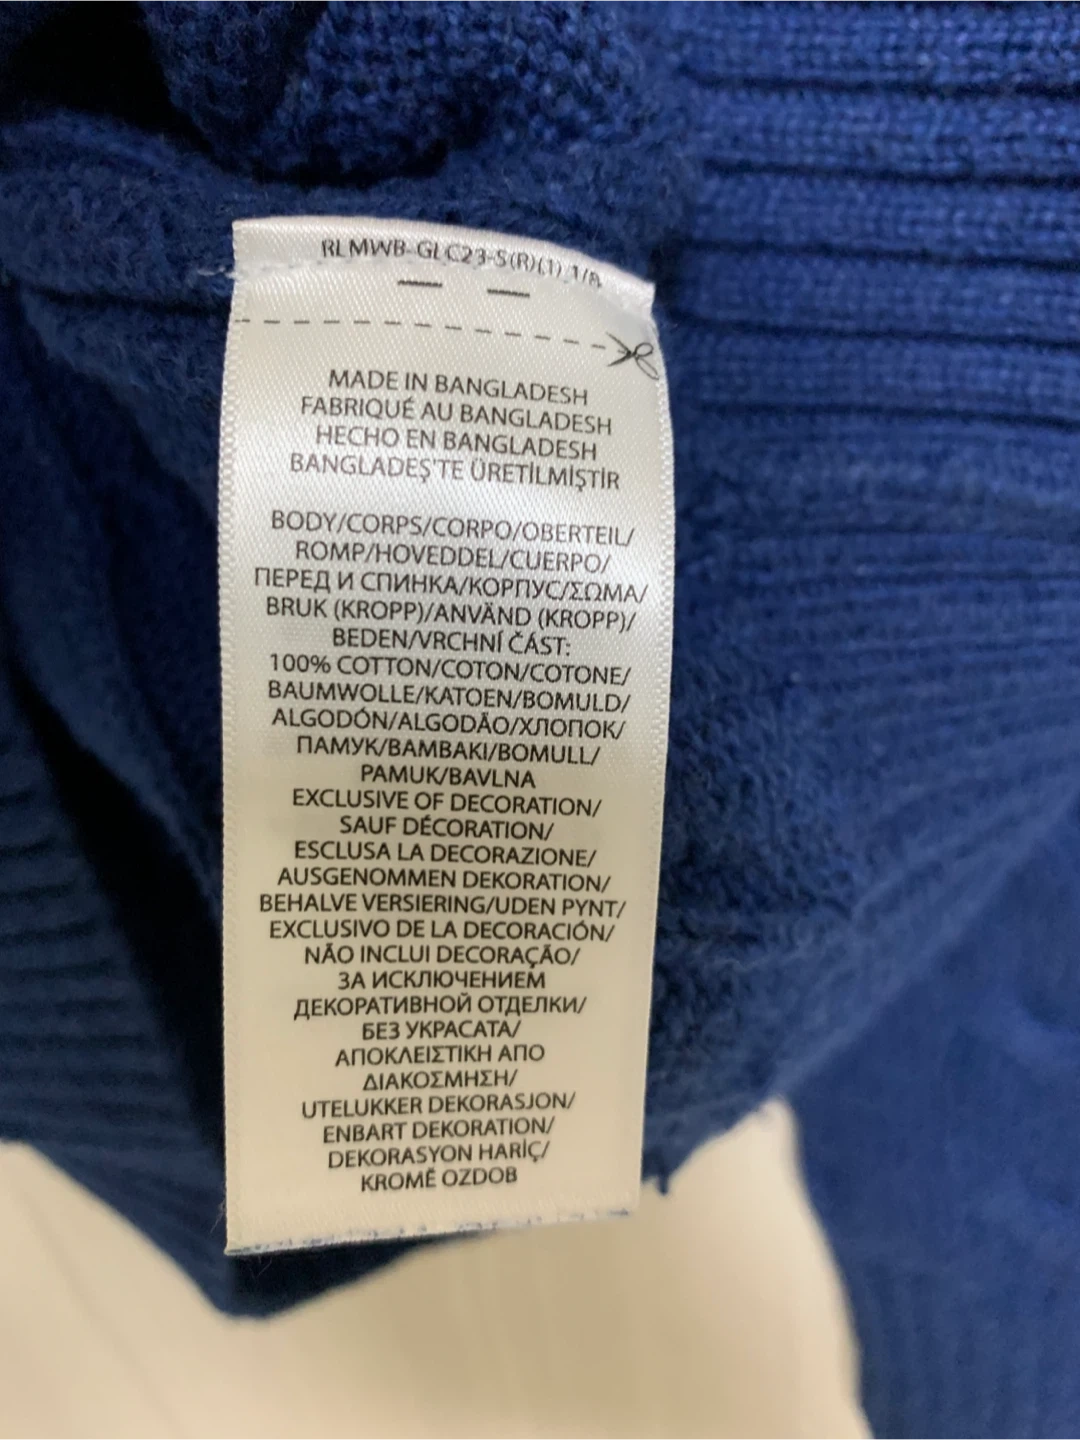 RLMWB-GLC23-S(R)(1) 1/8
MADE IN BANGLADESH
FABRIQUÉ AU BANGLADESH
HECHO EN BANGLADESH
BANGLADEŞ'TE ÜRETİLMİŞTİR
BODY/CORPS/CORPO/OBERTEIL/
ROMP/HOVEDDEL/CUERPO/
ПЕРЕД И СПИНКА/КОРПУС/ΣΩΜΑ/
BRUK (KROPP)/ANVÄND (KROPP)/
BEDEN/VRCHNÍ ČÁST:
100% COTTON/COTON/COTONE/
BAUMWOLLE/KATOEN/BOMULD/
ALGODÓN/ALGODÃO/ХЛОПОК/
ПАМУК/ΒΑΜΒΑΚΙ/BOMULL/
PAMUK/BAVLNA
EXCLUSIVE OF DECORATION/
SAUF DÉCORATION/
ESCLUSA LA DECORAZIONE/
AUSGENOMMEN DEKORATION/
BEHALVE VERSIERING/UDEN PYNT/
EXCLUSIVO DE LA DECORACIÓN/
NÃO INCLUI DECORAÇÃO/
ЗА ИСКЛЮЧЕНИЕМ
ДЕКОРАТИВНОЙ ОТДЕЛКИ/
БЕЗ УКРАСАТА/
ΑΠΟΚΛΕΙΣΤΙΚΗ ΑΠΟ
ΔΙΑΚΟΣΜΗΣΗ/
UTELUKKER DEKORASJON/
ENBART DEKORATION/
DEKORASYON HARİÇ/
KROMĚ OZDOB